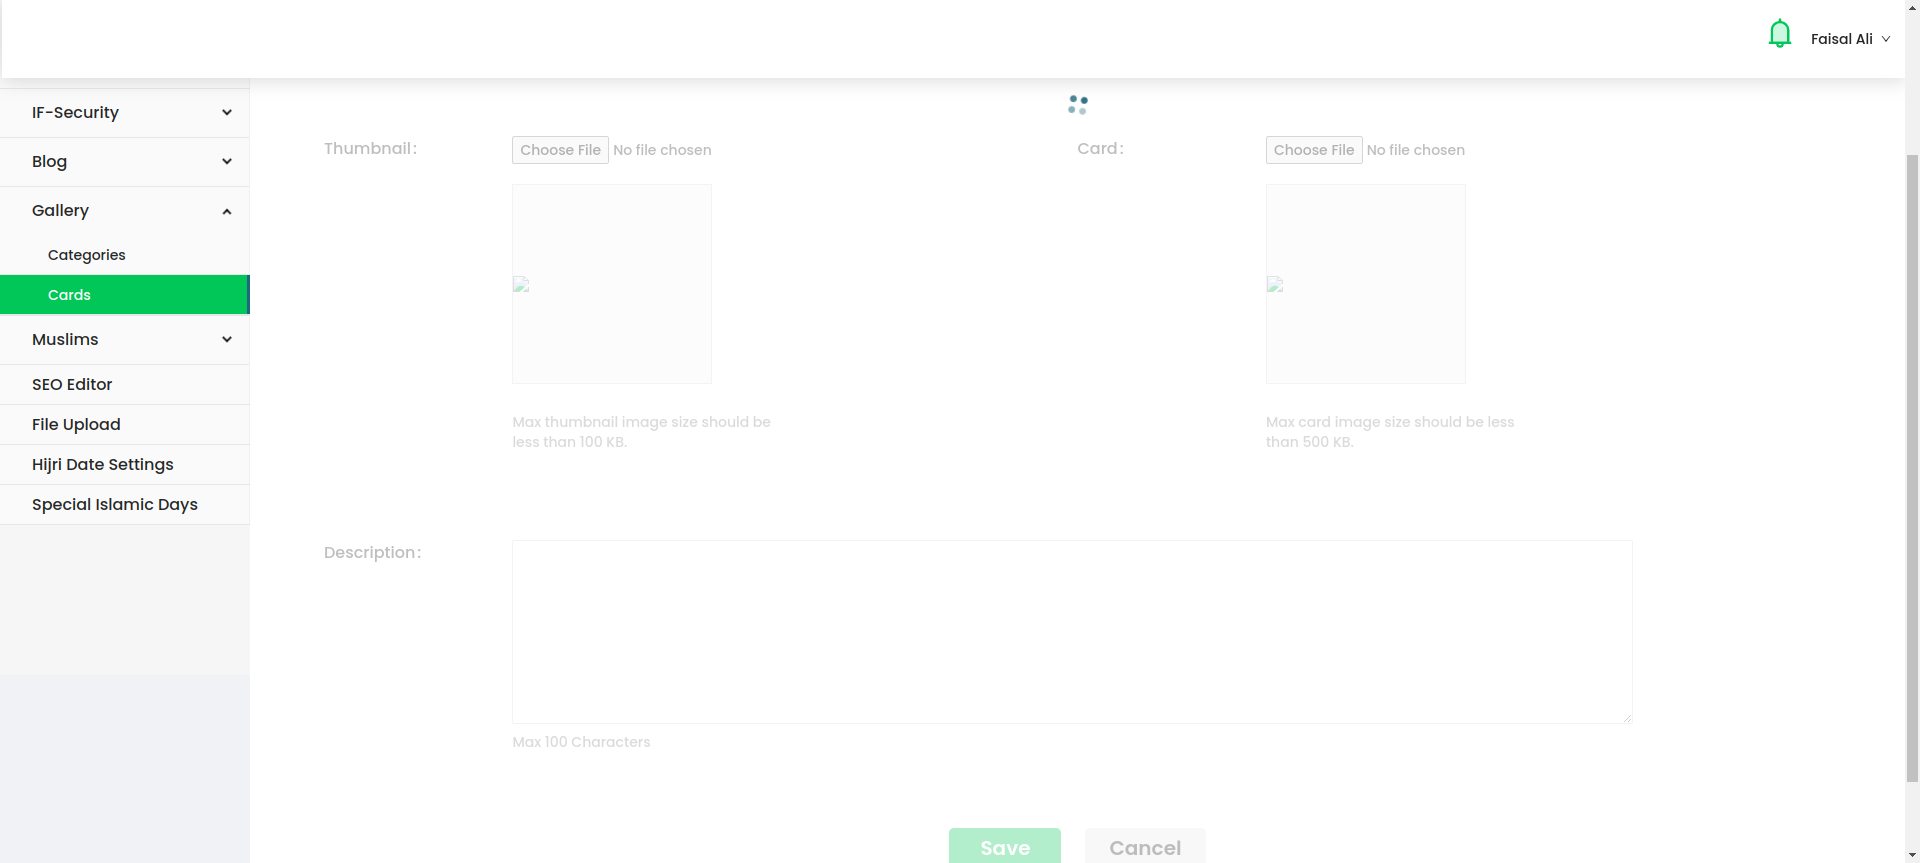 Faisal Ali
IF-Security
Blog
Gallery
Categories
Cards
Muslims
SEO Editor
File Upload
Hijri Date Settings
Special Islamic Days
Thumbnail:
Choose File No file chosen
Max thumbnail image size should be
less than 100 KB.
Card:
Choose File No file chosen
Max card image size should be less
than 500 KB.
Description:
Max 100 Characters
Save
Cancel